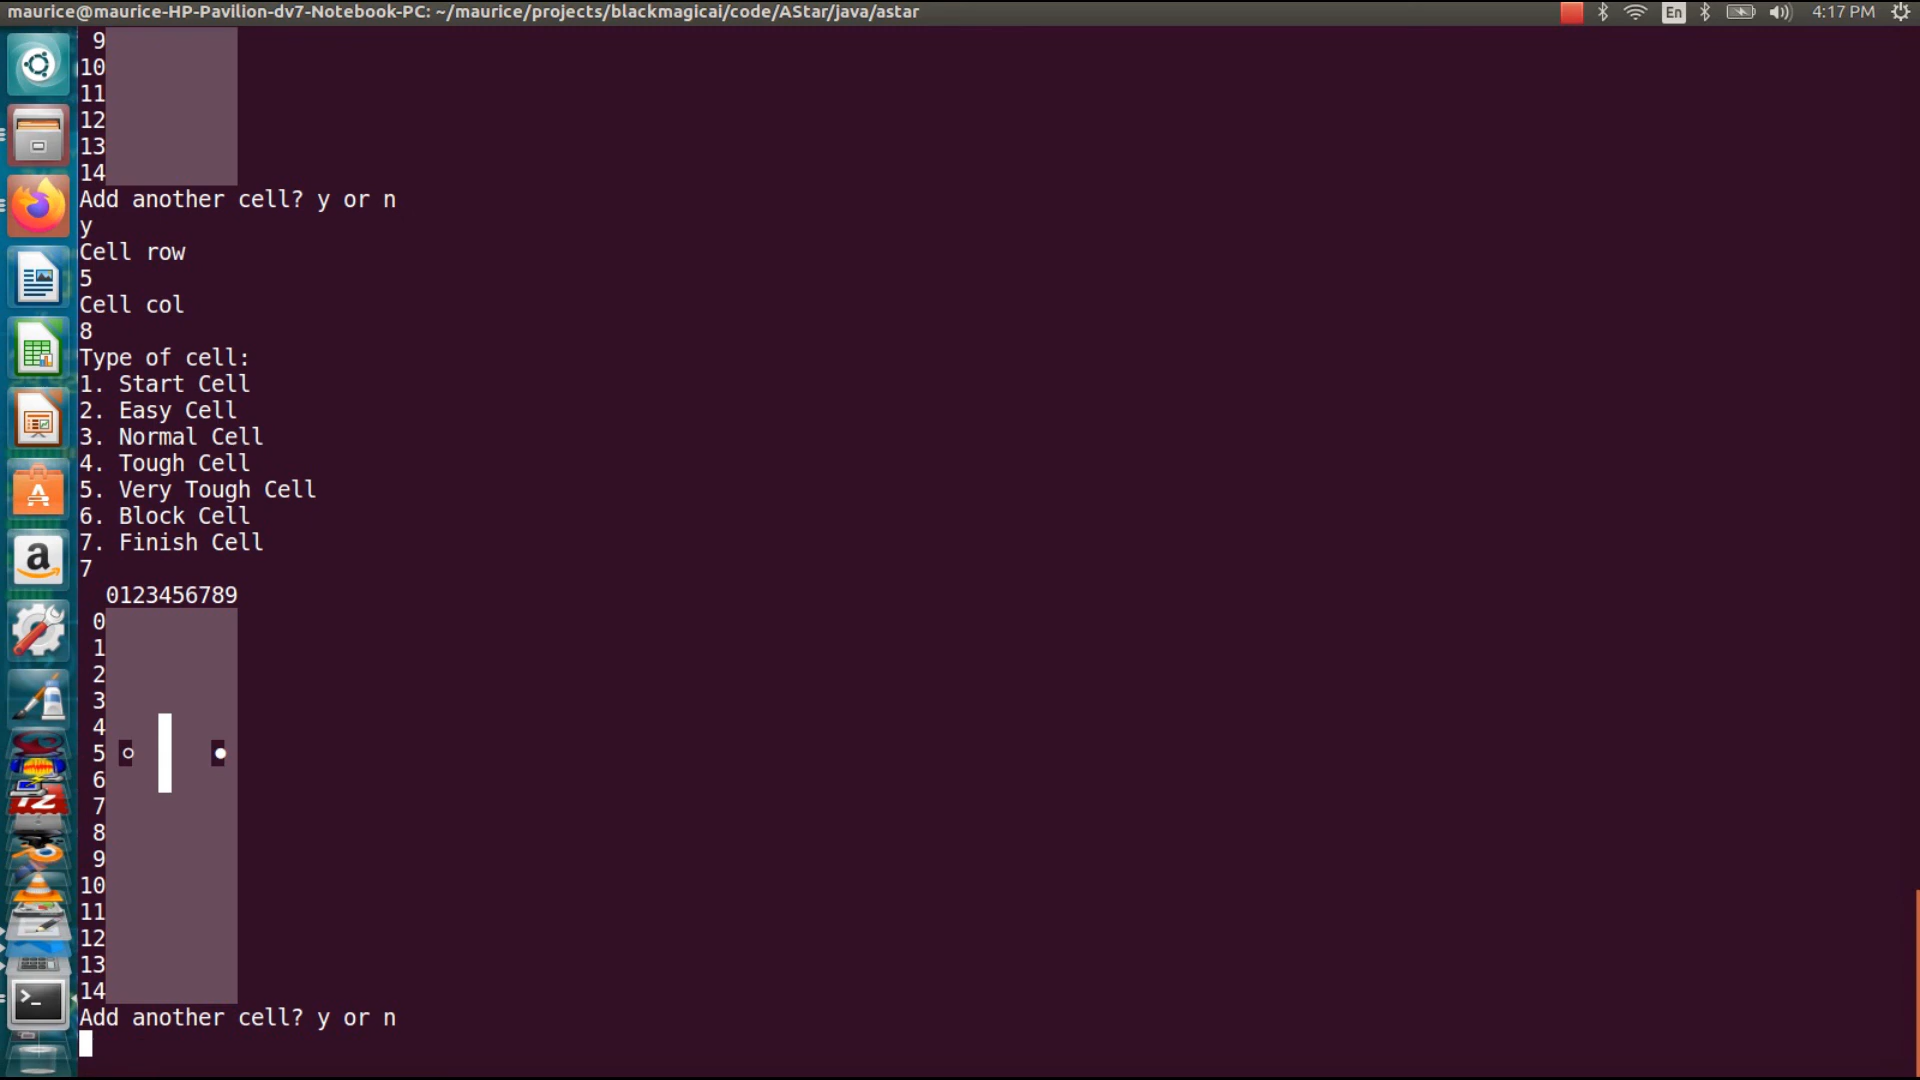 maurice@maurice-HP-Pavilion-dv7-Notebook-PC: ~/maurice/projects/blackmagicai/code/AStar/java/astar
En
4:17 PM
9
10
11
12
13
14
Add another cell? y or n
y
Cell row
5
Cell col
8
Type of cell:
1. Start Cell
2. Easy Cell
3. Normal Cell
4. Tough Cell
5. Very Tough Cell
6. Block Cell
7. Finish Cell
7
0123456789
0
1
2
3
4
5
6
7
8
9
10
11
12
13
14
Add another cell? y or n